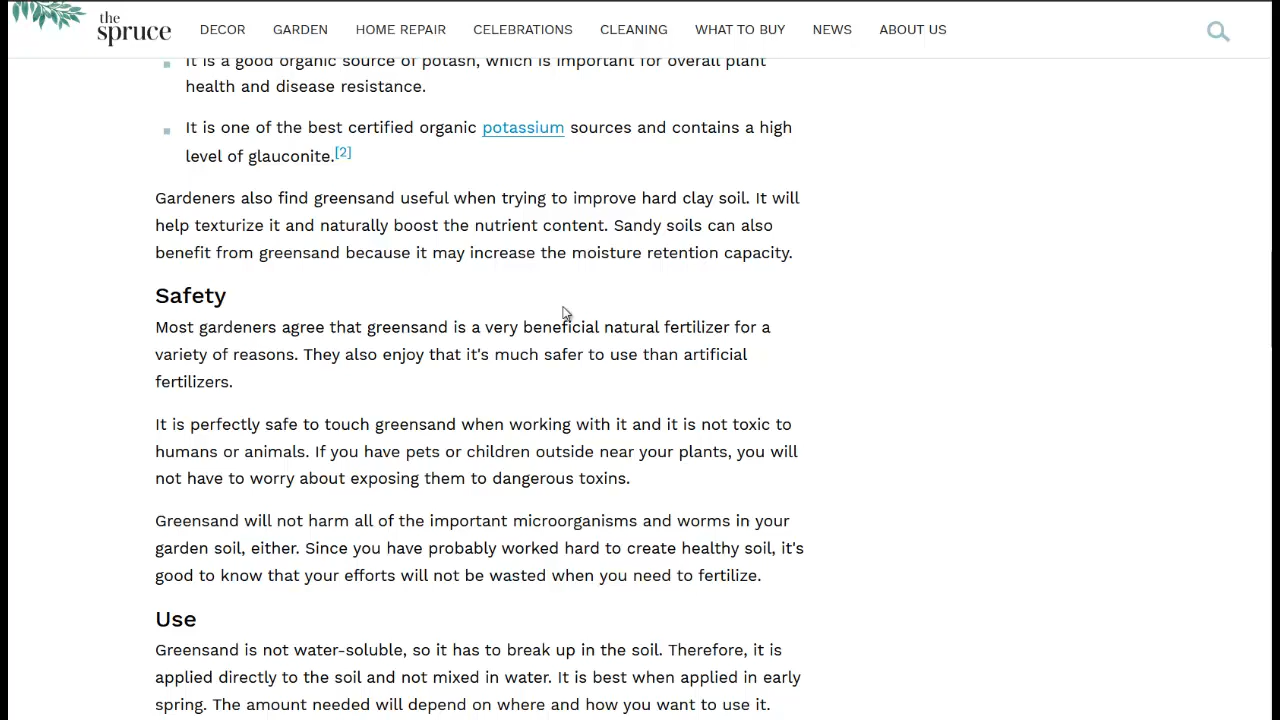 the
spruce
DECOR GARDEN HOME REPAIR CELEBRATIONS CLEANING WHAT TO BUY NEWS ABOUT US
It is a good organic source of potash, which is important for overall plant
health and disease resistance.
It is one of the best certified organic potassium sources and contains a high
level of glauconite.[2]
Gardeners also find greensand useful when trying to improve hard clay soil. It will
help texturize it and naturally boost the nutrient content. Sandy soils can also
benefit from greensand because it may increase the moisture retention capacity.
Safety
Most gardeners agree that greensand is a very beneficial natural fertilizer for a
variety of reasons. They also enjoy that it's much safer to use than artificial
fertilizers.
It is perfectly safe to touch greensand when working with it and it is not toxic to
humans or animals. If you have pets or children outside near your plants, you will
not have to worry about exposing them to dangerous toxins.
Greensand will not harm all of the important microorganisms and worms in your
garden soil, either. Since you have probably worked hard to create healthy soil, it's
good to know that your efforts will not be wasted when you need to fertilize.
Use
Greensand is not water-soluble, so it has to break up in the soil. Therefore, it is
applied directly to the soil and not mixed in water. It is best when applied in early
spring. The amount needed will depend on where and how you want to use it.